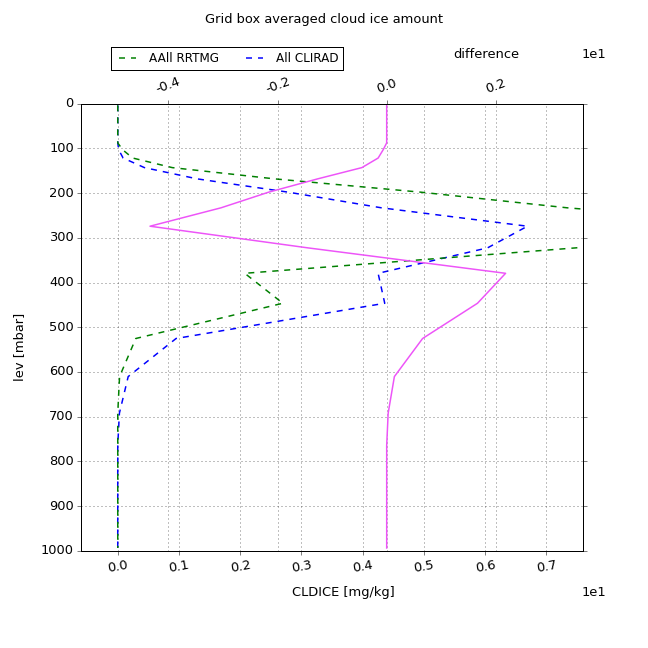 Grid box averaged cloud ice amount
AAll RRTMG All CLIRAD
difference 1e1
-0.4 -0.2 0.0 0.2
0
100
200
300
400
500
600
700
800
900
1000
lev [mbar]
0.0 0.1 0.2 0.3 0.4 0.5 0.6 0.7
CLDICE [mg/kg] 1e1